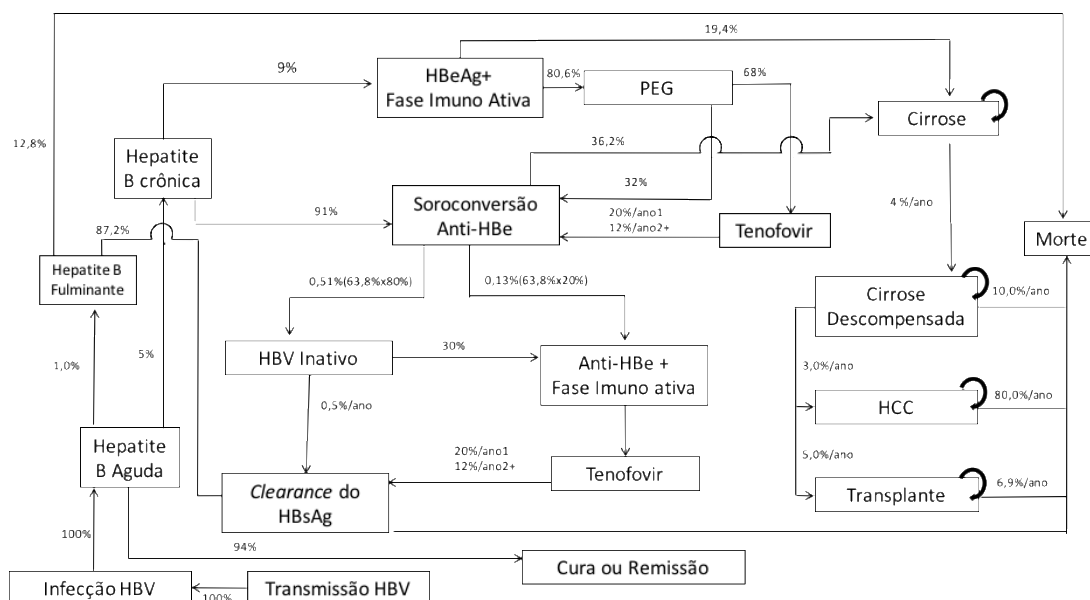 19,4%
9%
HBeAg+
Fase Imuno Ativa
80,6%
PEG
68%
Cirrose
12,8%
Hepatite
B crônica
36,2%
32%
91%
Soroconversão
Anti-HBe
20%/ano1
12%/ano2+
Tenofovir
4%/ano
Morte
87,2%
Hepatite B
Fulminante
0,51%(63,8%x80%)
0,13%(63,8%x20%)
Cirrose
Descompensada
10,0%/ano
1,0%
5%
HBV Inativo
30%
Anti-HBe +
Fase Imuno ativa
3,0%/ano
HCC
80,0%/ano
0,5%/ano
Hepatite
B Aguda
20%/ano1
12%/ano2+
Tenofovir
5,0%/ano
Transplante
6,9%/ano
Clearance do
HBsAg
100%
94%
Cura ou Remissão
Infecção HBV
100%
Transmissão HBV